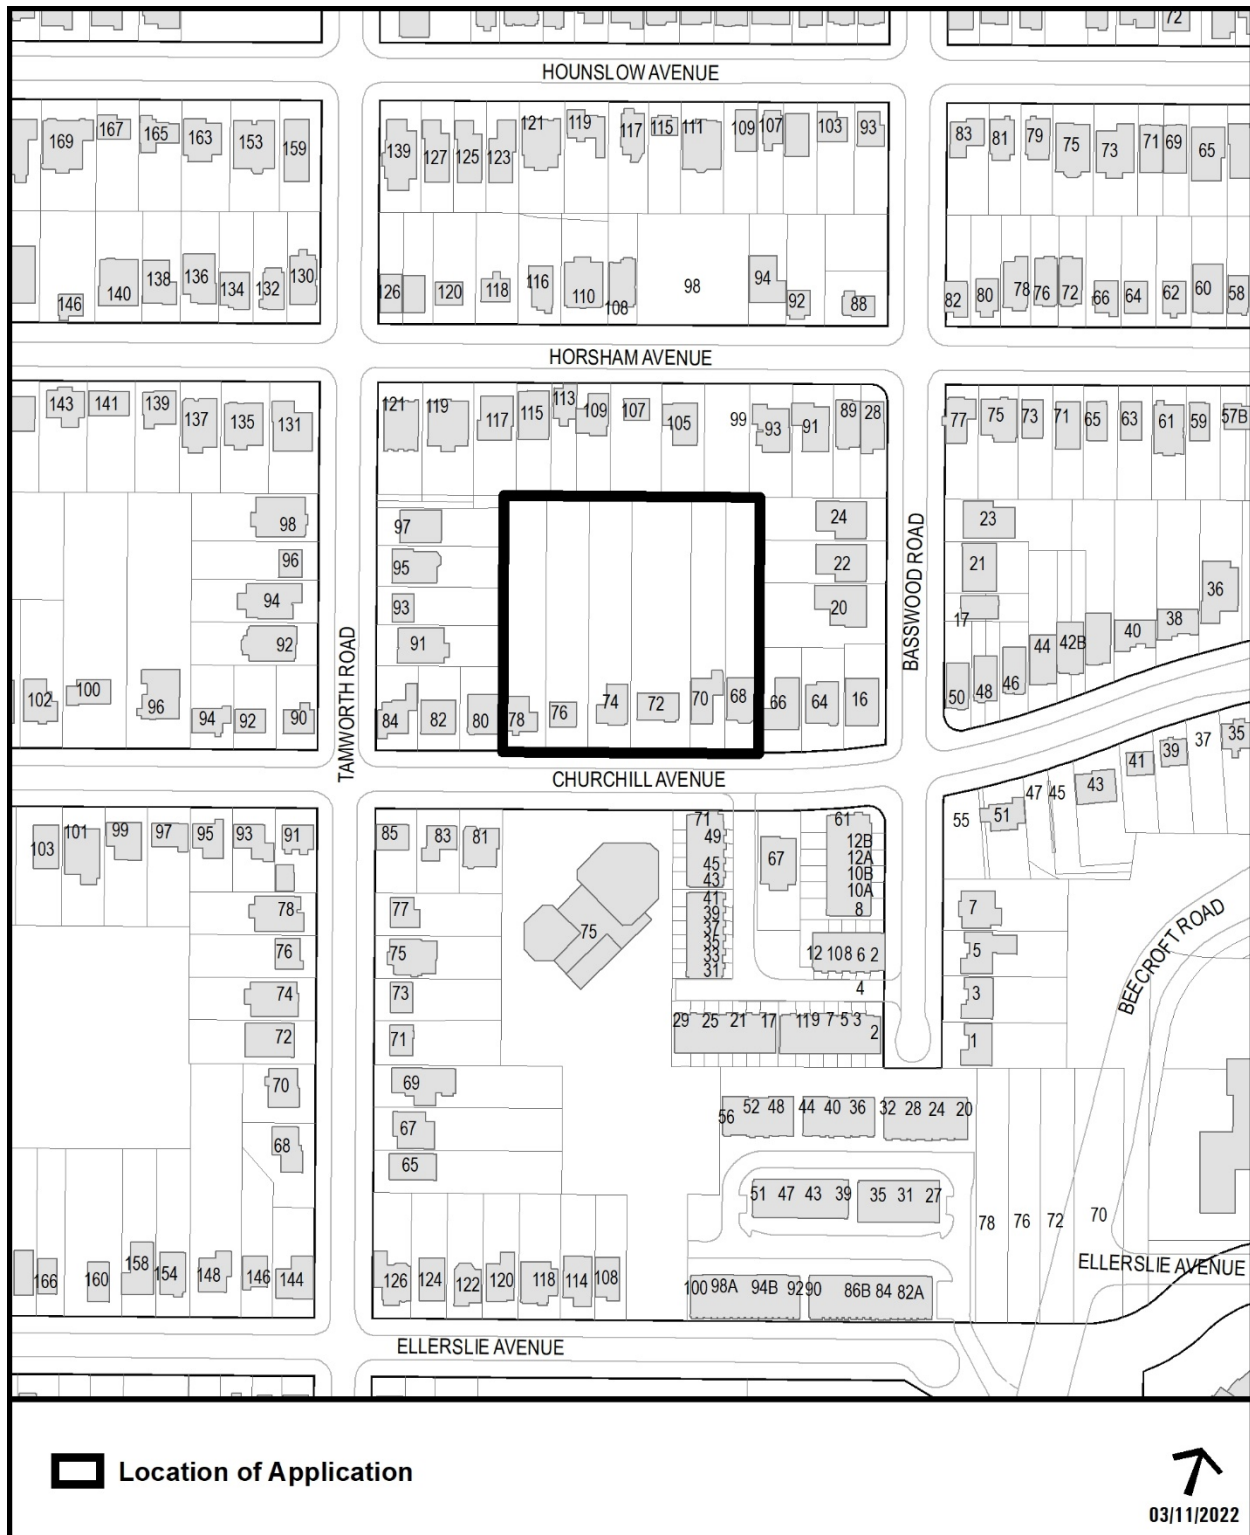 72
HOUNSLOW AVENUE
169 167 165 163 153 159
139 127 125 123 121 119 117 115 111 109 107 103 93
83 81 79 75 73 71 69 65
146 140 138 136 134 132 130
126 120 118 116 110 108 98 94 92 88
82 80 78 76 72 66 64 62 60 58
HORSHAM AVENUE
143 141 139 137 135 131
121 119 117 115 113 109 107 105 99 93 91 89 28
77 75 73 71 65 63 61 59 57B
98 97 24 23
96 95 22 21
94 93 20 17 36
92 91 44 42B 40 38
TAMWORTH ROAD
BASSWOOD ROAD
102 100 96 94 92 90
84 82 80 78 76 74 72 70 68 66 64 16
50 48 46
CHURCHILL AVENUE
35
37
39
41
43
45
47
51
55
103 101 99 97 95 93 91
85 83 81
71
49
45
43
41
39
37
35
33
31
67
61
12B
12A
10B
10A
8
12 10 8 6 2
4
78 77 7
76 75 75 5
74 73 3
72 71 1
BEECROFT ROAD
29 25 21 17 11 9 7 5 3 2
70 69
68 67
65
56 52 48 44 40 36 32 28 24 20
51 47 43 39 35 31 27
78 76 72 70
ELLERSLIE AVENUE
166 160 158 154 148 146 144
126 124 122 120 118 114 108
100 98A 94B 92 90 86B 84 82A
ELLERSLIE AVENUE
Location of Application
03/11/2022